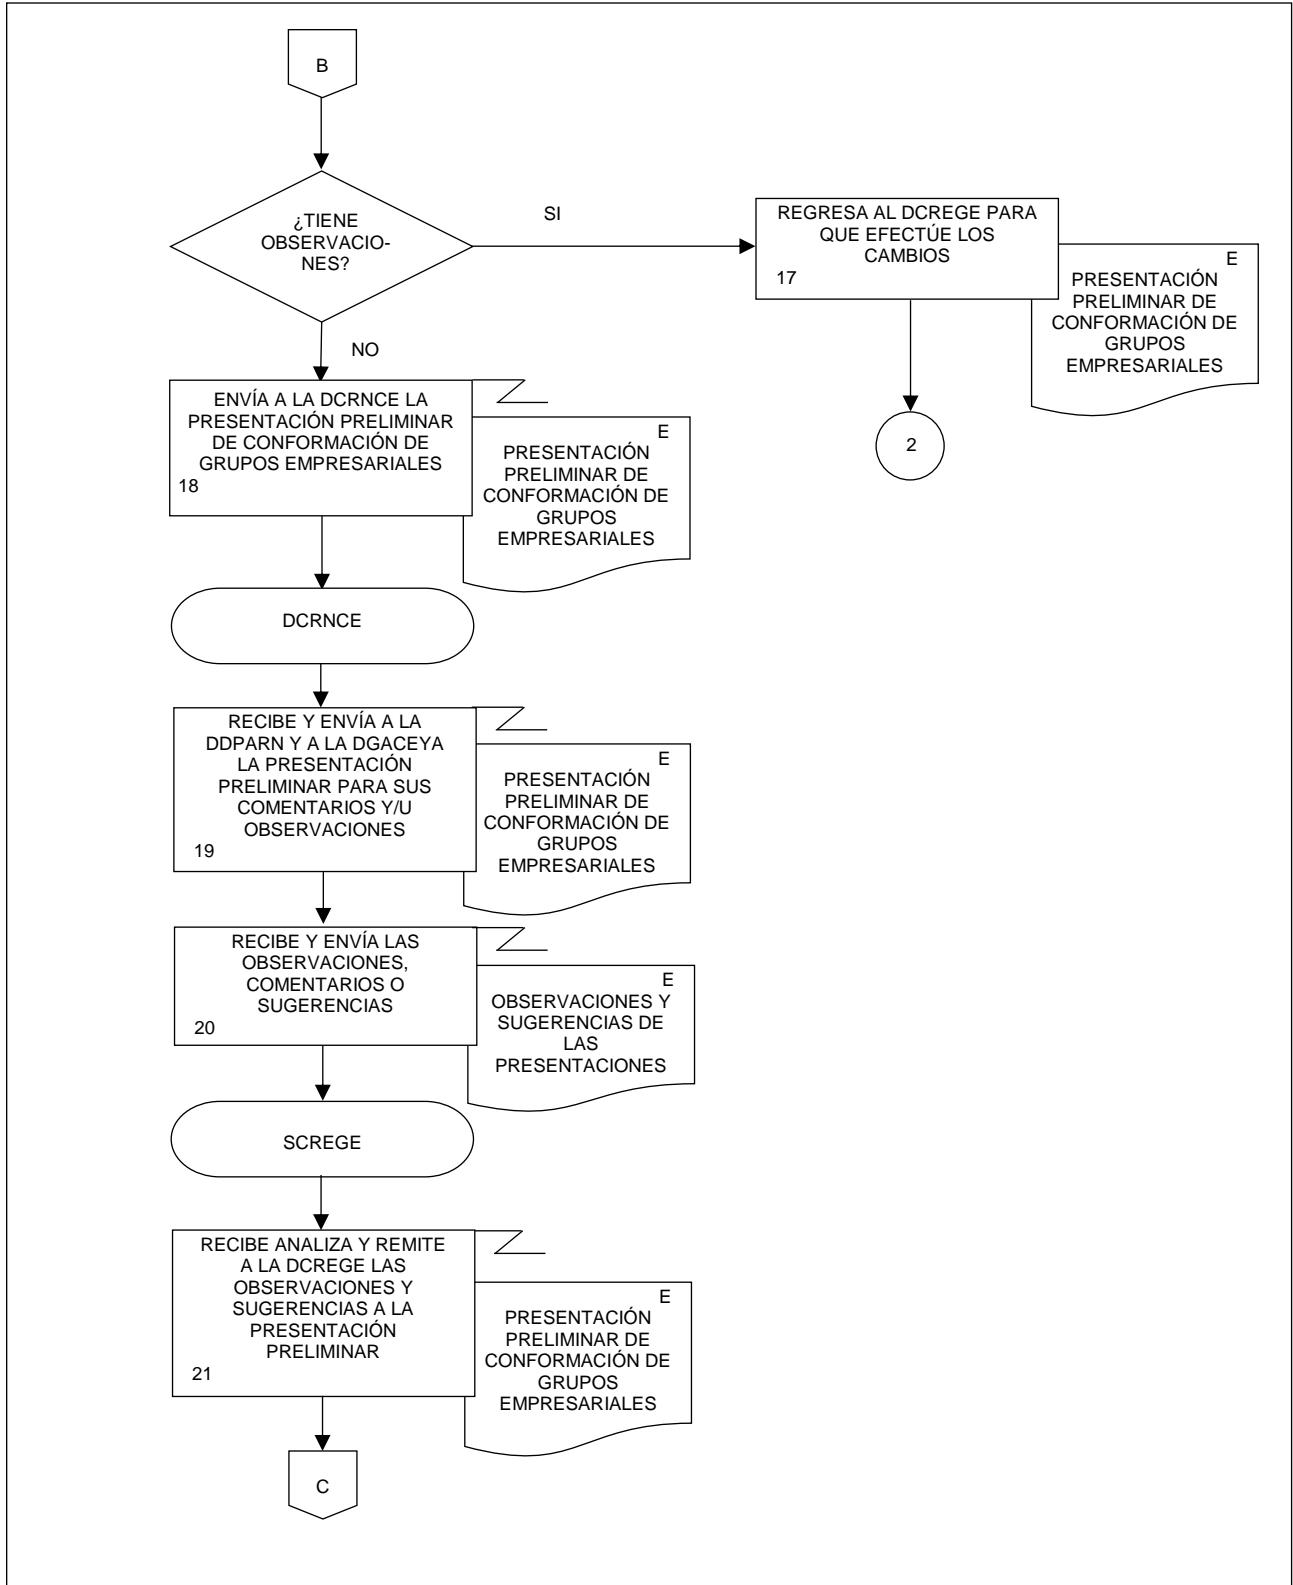 B
¿TIENE
OBSERVACIO-
NES?
SI
REGRESA AL DCREGE PARA
QUE EFECTÚE LOS
CAMBIOS
17
E
PRESENTACIÓN
PRELIMINAR DE
CONFORMACIÓN DE
GRUPOS
EMPRESARIALES
2
NO
ENVÍA A LA DCRNCE LA
PRESENTACIÓN PRELIMINAR
DE CONFORMACIÓN DE
GRUPOS EMPRESARIALES
18
E
PRESENTACIÓN
PRELIMINAR DE
CONFORMACIÓN DE
GRUPOS
EMPRESARIALES
DCRNCE
RECIBE Y ENVÍA A LA
DDPARN Y A LA DGACEYA
LA PRESENTACIÓN
PRELIMINAR PARA SUS
COMENTARIOS Y/U
OBSERVACIONES
19
E
PRESENTACIÓN
PRELIMINAR DE
CONFORMACIÓN DE
GRUPOS
EMPRESARIALES
RECIBE Y ENVÍA LAS
OBSERVACIONES,
COMENTARIOS O
SUGERENCIAS
20
E
OBSERVACIONES Y
SUGERENCIAS DE
LAS
PRESENTACIONES
SCREGE
RECIBE ANALIZA Y REMITE
A LA DCREGE LAS
OBSERVACIONES Y
SUGERENCIAS A LA
PRESENTACIÓN
PRELIMINAR
21
E
PRESENTACIÓN
PRELIMINAR DE
CONFORMACIÓN DE
GRUPOS
EMPRESARIALES
C